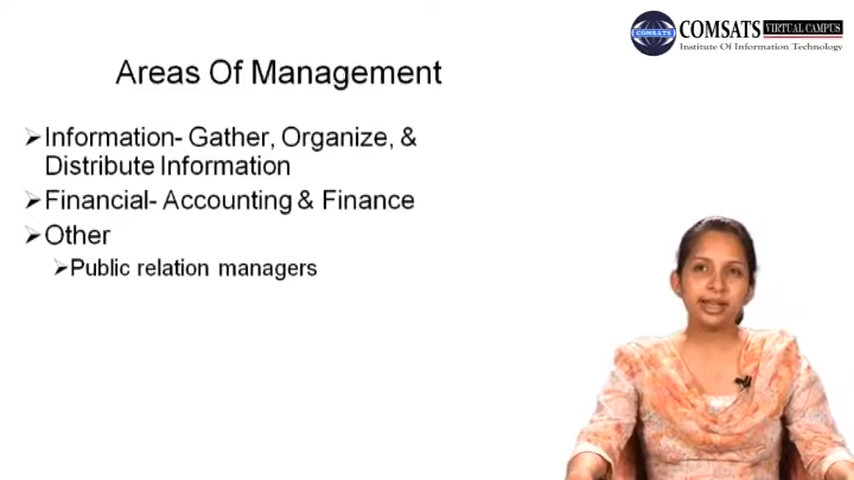 COMSATS VIRTUAL CAMPUS
COMSATS
Institute Of Information Technology
Areas Of Management
Information- Gather, Organize, &
Distribute Information
Financial- Accounting & Finance
Other
Public relation managers